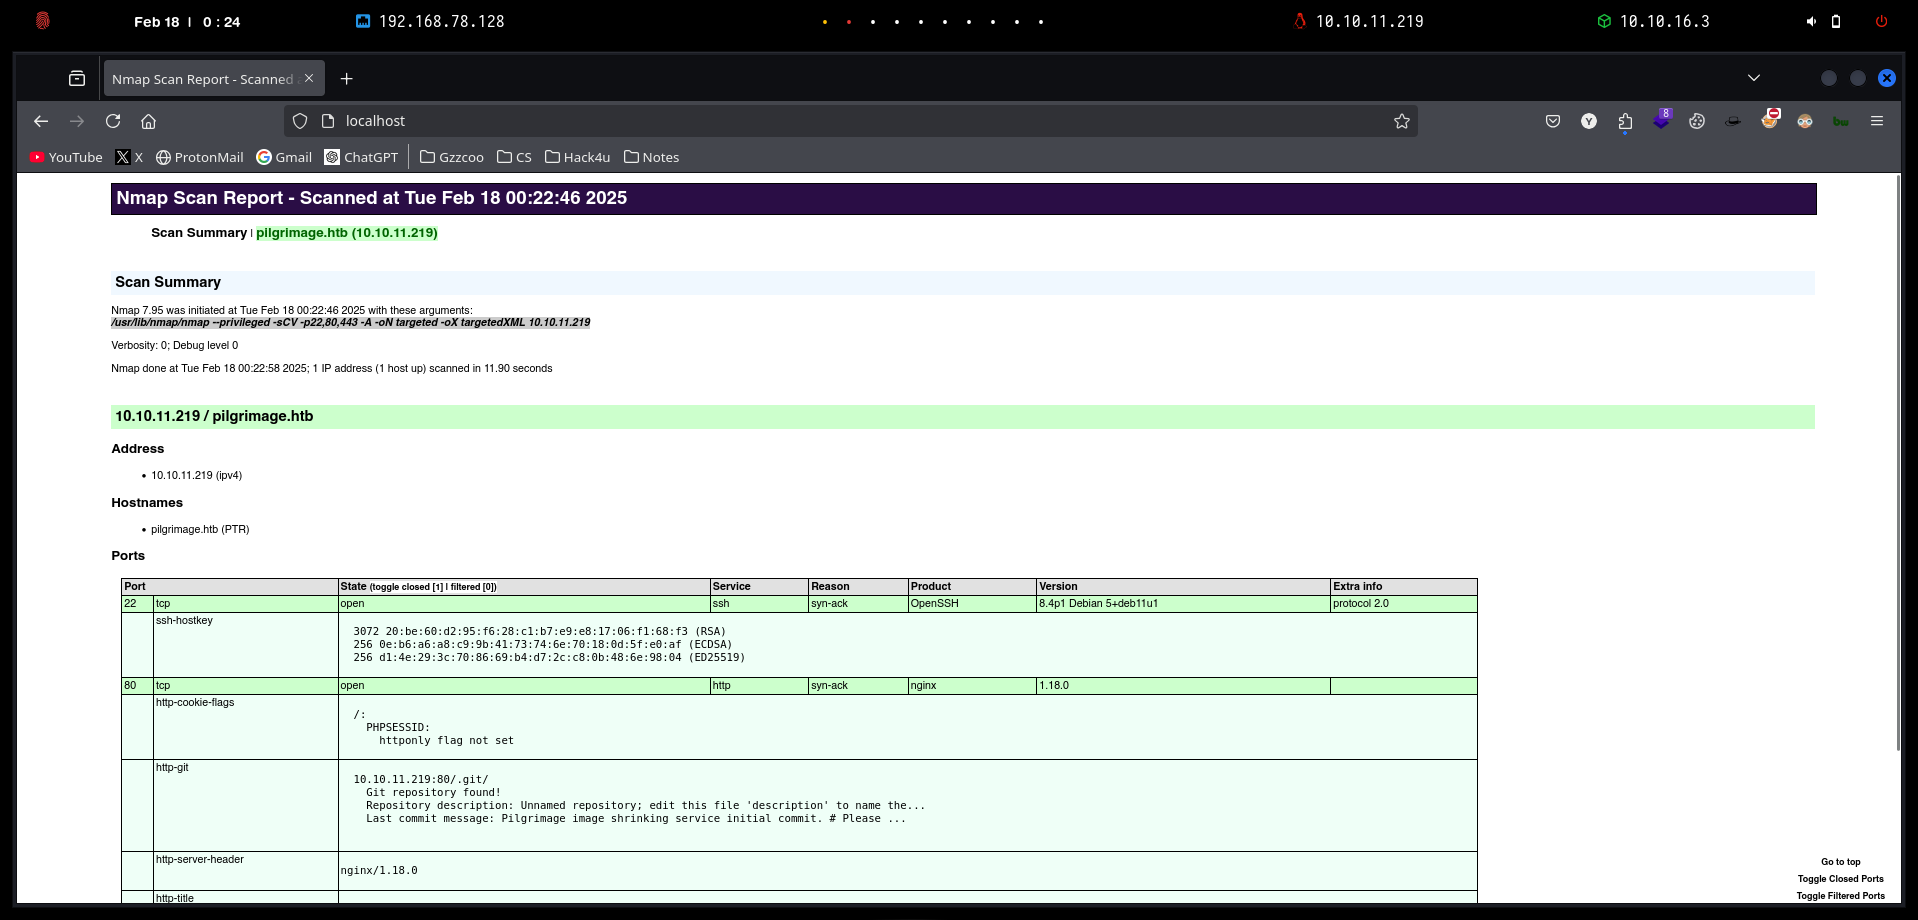 Feb 18 | 0 : 24 192.168.78.128 10.10.11.219 10.10.16.3
Nmap Scan Report - Scanned
localhost
8
YouTube X ProtonMail Gmail ChatGPT Gzzcoo CS Hack4u Notes
Nmap Scan Report - Scanned at Tue Feb 18 00:22:46 2025
Scan Summary | pilgrimage.htb (10.10.11.219)
Scan Summary
Nmap 7.95 was initiated at Tue Feb 18 00:22:46 2025 with these arguments:
/usr/lib/nmap/nmap --privileged -sCV -p22,80,443 -A -oN targeted -oX targetedXML 10.10.11.219
Verbosity: 0; Debug level 0
Nmap done at Tue Feb 18 00:22:58 2025; 1 IP address (1 host up) scanned in 11.90 seconds
10.10.11.219 / pilgrimage.htb
Address
• 10.10.11.219 (ipv4)
Hostnames
• pilgrimage.htb (PTR)
Ports
Port State (toggle closed [1] | filtered [0]) Service Reason Product Version Extra info
22 tcp open ssh syn-ack OpenSSH 8.4p1 Debian 5+deb11u1 protocol 2.0
ssh-hostkey
3072 20:be:60:d2:95:f6:28:c1:b7:e9:e8:17:06:f1:68:f3 (RSA)
256 0e:b6:a6:a8:c9:9b:41:73:74:6e:70:18:0d:5f:e0:af (ECDSA)
256 d1:4e:29:3c:70:86:69:b4:d7:2c:c8:0b:48:6e:98:04 (ED25519)
80 tcp open http syn-ack nginx 1.18.0
http-cookie-flags
/:
PHPSESSID:
httponly flag not set
http-git
10.10.11.219:80/.git/
Git repository found!
Repository description: Unnamed repository; edit this file 'description' to name the...
Last commit message: Pilgrimage image shrinking service initial commit. # Please ...
http-server-header
nginx/1.18.0
http-title
Go to top
Toggle Closed Ports
Toggle Filtered Ports